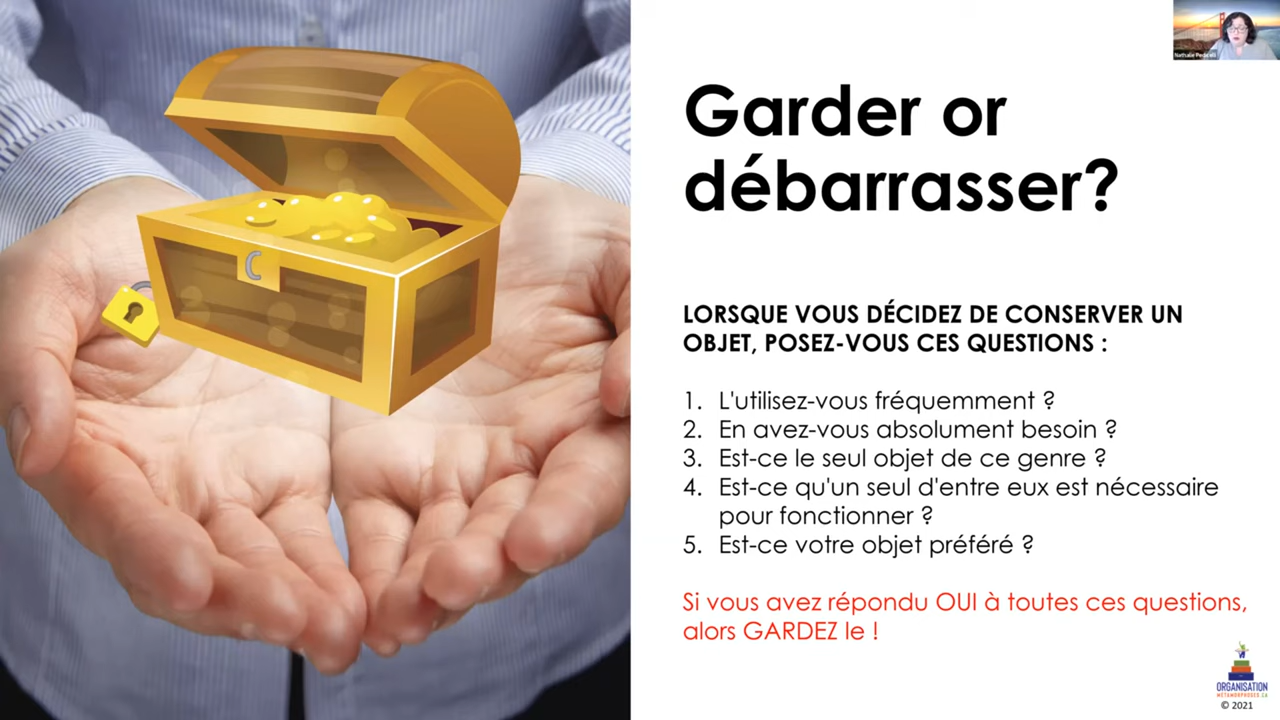 Garder or
débarrasser?
LORSQUE VOUS DÉCIDEZ DE CONSERVER UN
OBJET, POSEZ-VOUS CES QUESTIONS :
1. L'utilisez-vous fréquemment ?
2. En avez-vous absolument besoin ?
3. Est-ce le seul objet de ce genre ?
4. Est-ce qu'un seul d'entre eux est nécessaire
pour fonctionner ?
5. Est-ce votre objet préféré ?
Si vous avez répondu OUI à toutes ces questions,
alors GARDEZ le !
ORGANISATION
METAMORPHOSES.CA
© 2021
Nathalie